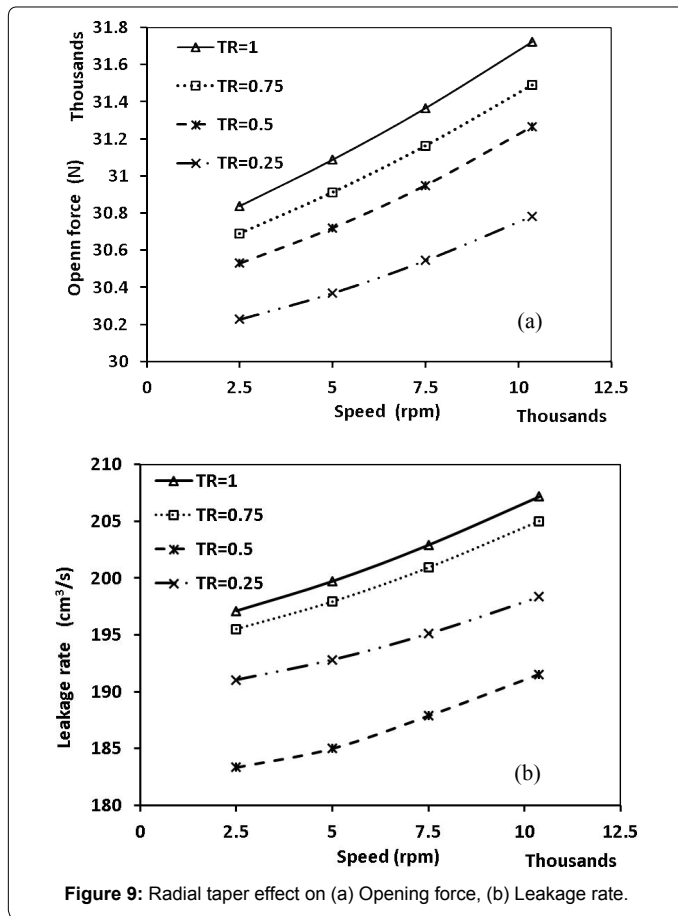 31.8
31.6
31.4
31.2
31
30.8
30.6
30.4
30.2
30
Thousands
Openn force (N)
TR=1
TR=0.75
TR=0.5
TR=0.25
(a)
0
2.5
5
7.5
10
12.5
Speed (rpm)
Thousands
210
205
200
195
190
185
180
Leakage rate (cm³/s)
TR=1
TR=0.75
TR=0.5
TR=0.25
(b)
0
2.5
5
7.5
10
12.5
Speed (rpm)
Thousands
Figure 9: Radial taper effect on (a) Opening force, (b) Leakage rate.